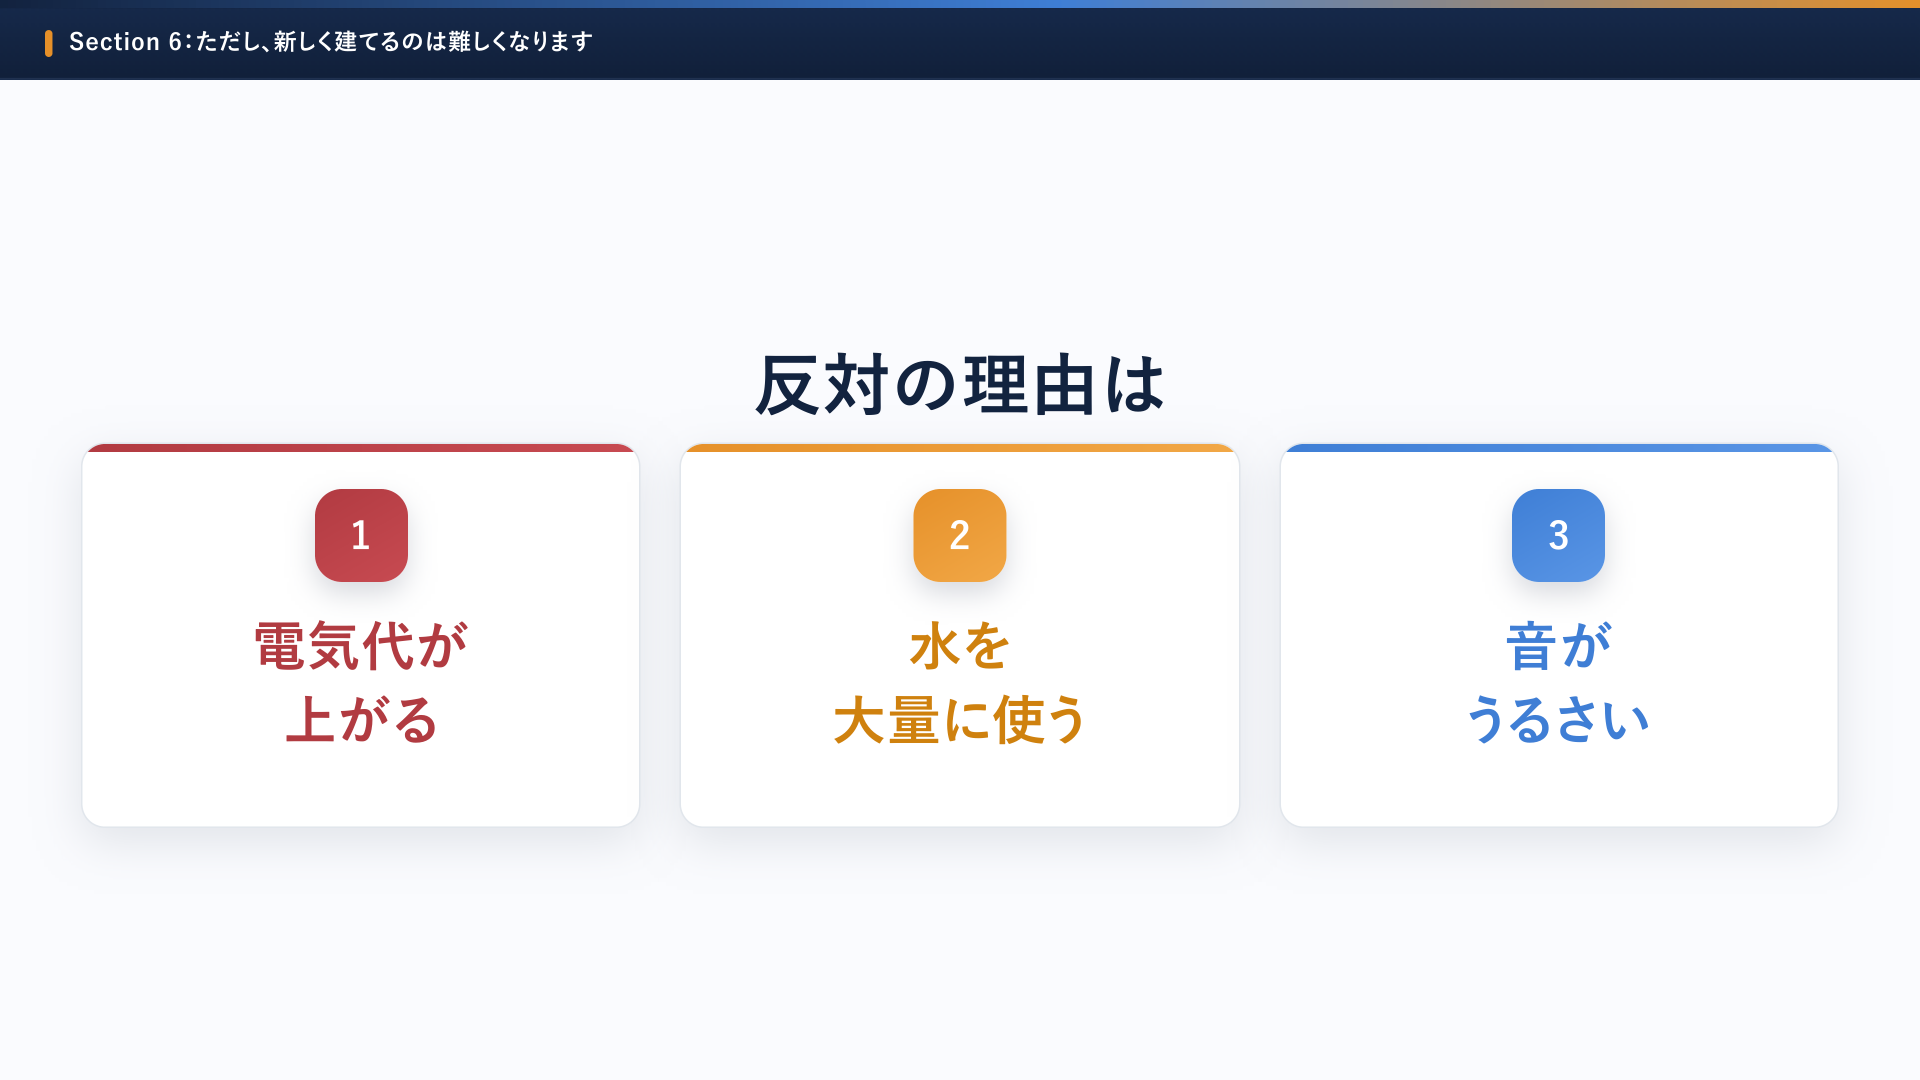 Section 6：ただし、新しく建てるのは難しくなります
反対の理由は
1
電気代が
上がる
2
水を
大量に使う
3
音が
うるさい